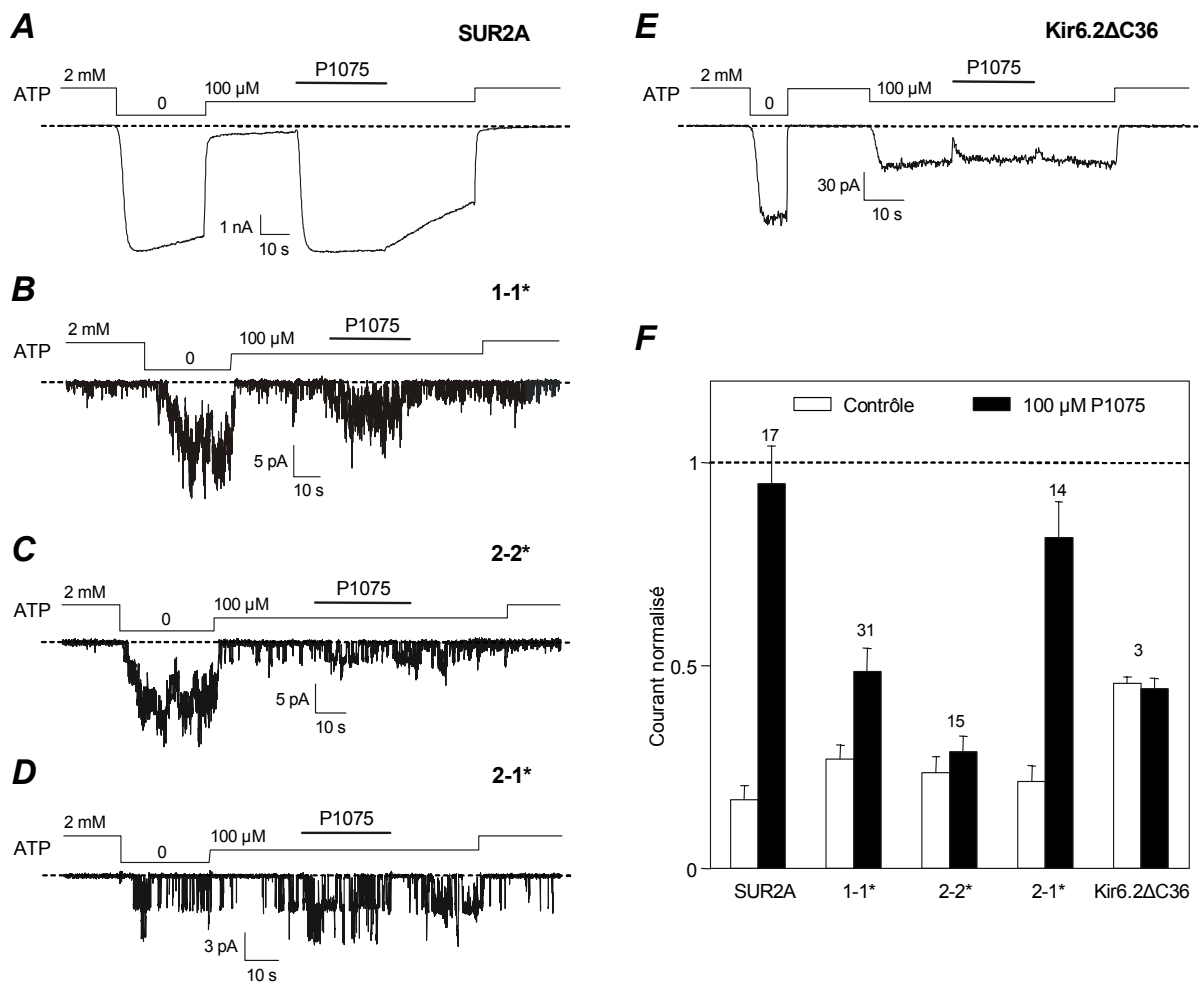 A
SUR2A
P1075
2 mM
100 µM
ATP
0
1 nA
10 s
B
1-1*
P1075
2 mM
100 µM
ATP
0
5 pA
10 s
C
2-2*
P1075
2 mM
100 µM
ATP
0
5 pA
10 s
D
2-1*
P1075
2 mM
100 µM
ATP
0
3 pA
10 s
E
Kir6.2ΔC36
P1075
2 mM
100 µM
ATP
0
30 pA
10 s
F
Contrôle
100 µM P1075
17
1
14
31
0.5
3
15
0
Courant normalisé
SUR2A 1-1* 2-2* 2-1* Kir6.2ΔC36